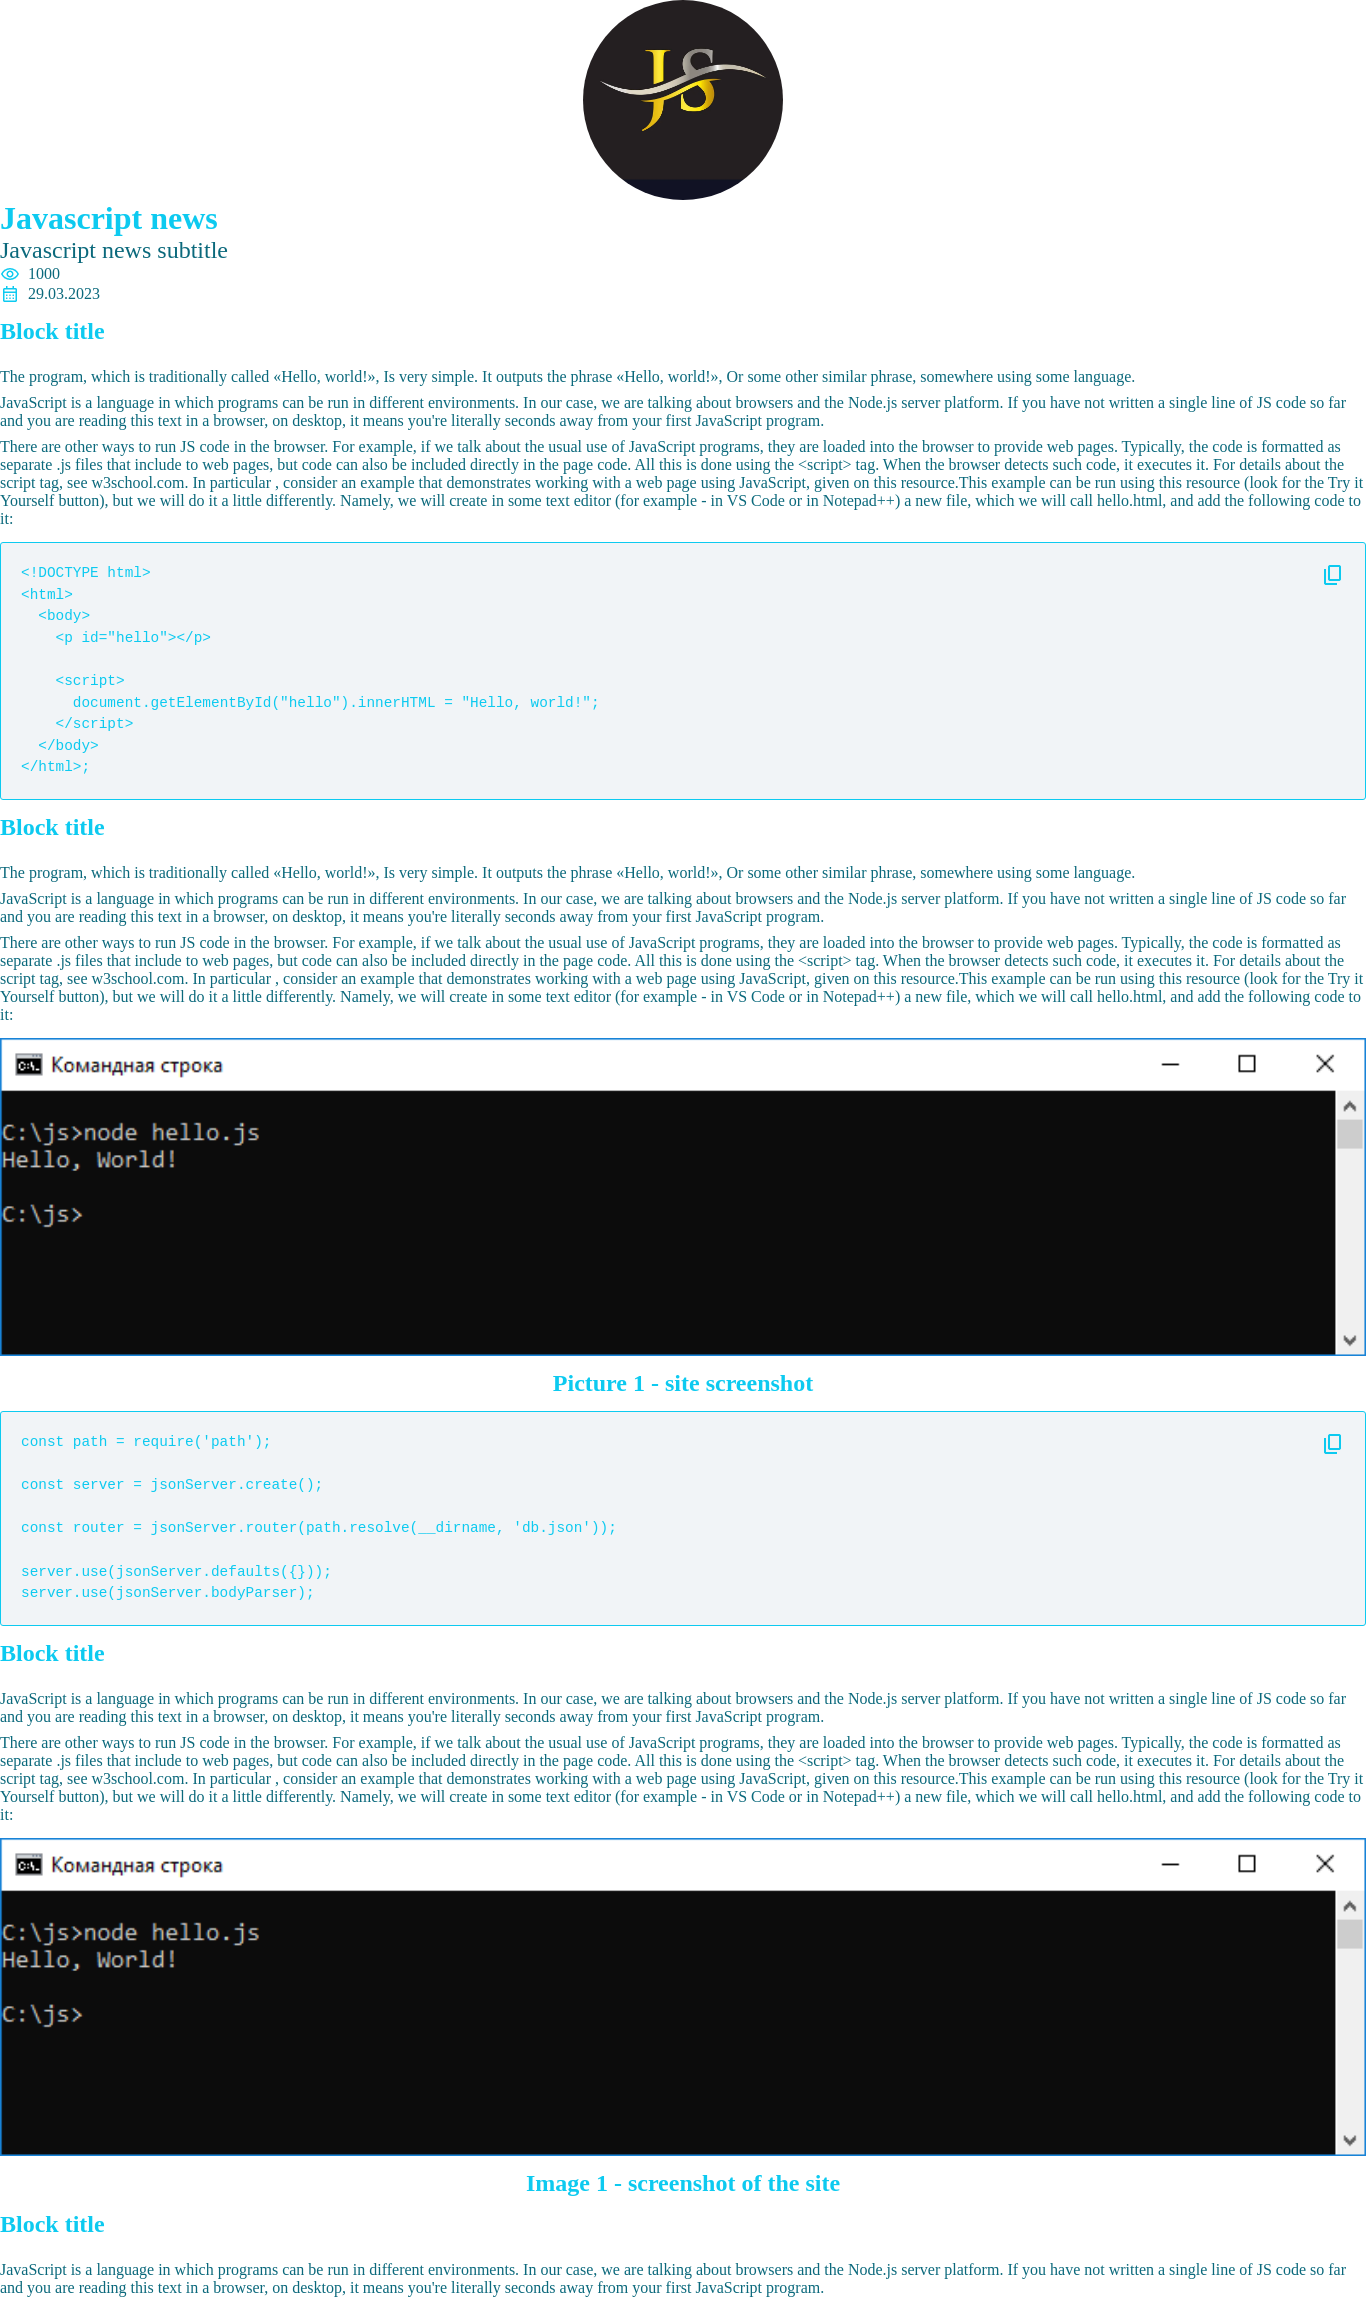 JS
Javascript news
Javascript news subtitle
1000
29.03.2023
Block title
The program, which is traditionally called «Hello, world!», Is very simple. It outputs the phrase «Hello, world!», Or some other similar phrase, somewhere using some language.
JavaScript is a language in which programs can be run in different environments. In our case, we are talking about browsers and the Node.js server platform. If you have not written a single line of JS code so far
and you are reading this text in a browser, on desktop, it means you're literally seconds away from your first JavaScript program.
There are other ways to run JS code in the browser. For example, if we talk about the usual use of JavaScript programs, they are loaded into the browser to provide web pages. Typically, the code is formatted as
separate .js files that include to web pages, but code can also be included directly in the page code. All this is done using the <script> tag. When the browser detects such code, it executes it. For details about the
script tag, see w3school.com. In particular , consider an example that demonstrates working with a web page using JavaScript, given on this resource.This example can be run using this resource (look for the Try it
Yourself button), but we will do it a little differently. Namely, we will create in some text editor (for example - in VS Code or in Notepad++) a new file, which we will call hello.html, and add the following code to
it:
<!DOCTYPE html>
<html>
  <body>
    <p id="hello"></p>

    <script>
      document.getElementById("hello").innerHTML = "Hello, world!";
    </script>
  </body>
</html>;
Block title
The program, which is traditionally called «Hello, world!», Is very simple. It outputs the phrase «Hello, world!», Or some other similar phrase, somewhere using some language.
JavaScript is a language in which programs can be run in different environments. In our case, we are talking about browsers and the Node.js server platform. If you have not written a single line of JS code so far
and you are reading this text in a browser, on desktop, it means you're literally seconds away from your first JavaScript program.
There are other ways to run JS code in the browser. For example, if we talk about the usual use of JavaScript programs, they are loaded into the browser to provide web pages. Typically, the code is formatted as
separate .js files that include to web pages, but code can also be included directly in the page code. All this is done using the <script> tag. When the browser detects such code, it executes it. For details about the
script tag, see w3school.com. In particular , consider an example that demonstrates working with a web page using JavaScript, given on this resource.This example can be run using this resource (look for the Try it
Yourself button), but we will do it a little differently. Namely, we will create in some text editor (for example - in VS Code or in Notepad++) a new file, which we will call hello.html, and add the following code to
it:
C:\. Командная строка
C:\js>node hello.js
Hello, World!
C:\js>
Picture 1 - site screenshot
const path = require('path');

const server = jsonServer.create();

const router = jsonServer.router(path.resolve(__dirname, 'db.json'));

server.use(jsonServer.defaults({}));
server.use(jsonServer.bodyParser);
Block title
JavaScript is a language in which programs can be run in different environments. In our case, we are talking about browsers and the Node.js server platform. If you have not written a single line of JS code so far
and you are reading this text in a browser, on desktop, it means you're literally seconds away from your first JavaScript program.
There are other ways to run JS code in the browser. For example, if we talk about the usual use of JavaScript programs, they are loaded into the browser to provide web pages. Typically, the code is formatted as
separate .js files that include to web pages, but code can also be included directly in the page code. All this is done using the <script> tag. When the browser detects such code, it executes it. For details about the
script tag, see w3school.com. In particular , consider an example that demonstrates working with a web page using JavaScript, given on this resource.This example can be run using this resource (look for the Try it
Yourself button), but we will do it a little differently. Namely, we will create in some text editor (for example - in VS Code or in Notepad++) a new file, which we will call hello.html, and add the following code to
it:
C:\. Командная строка
C:\js>node hello.js
Hello, World!
C:\js>
Image 1 - screenshot of the site
Block title
JavaScript is a language in which programs can be run in different environments. In our case, we are talking about browsers and the Node.js server platform. If you have not written a single line of JS code so far
and you are reading this text in a browser, on desktop, it means you're literally seconds away from your first JavaScript program.